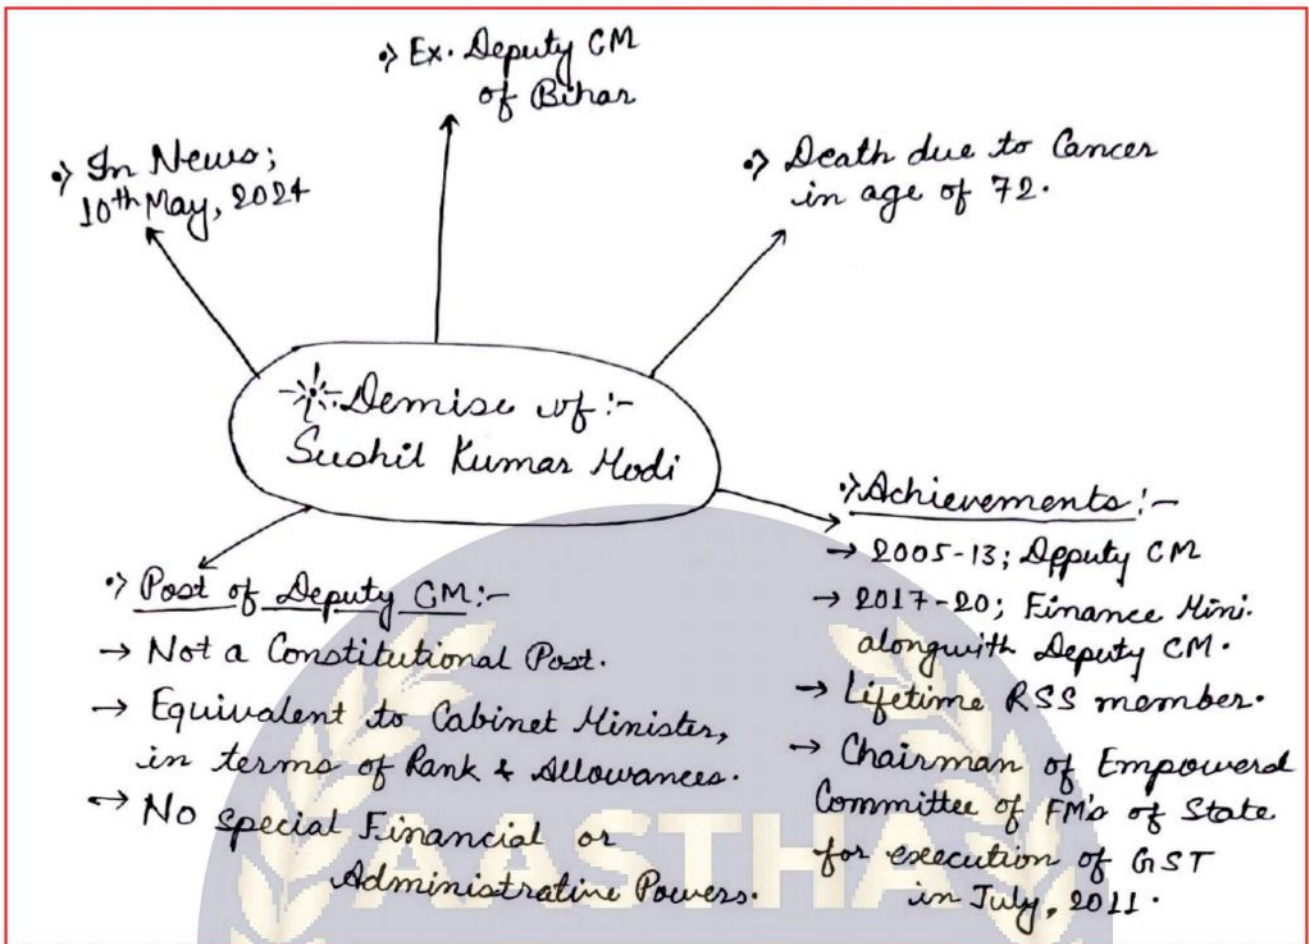 •> Ex. Deputy CM
of Bihar
•> In News;
10th May, 2024
•> Death due to Cancer
in age of 72.
Demise of :-
Sushil Kumar Modi
•> Achievements :-
→ 2005-13; Deputy CM
→ 2017-20; Finance Mini.
alongwith Deputy CM.
→ Lifetime RSS member.
→ Chairman of Empowerd
Committee of FM's of State
for execution of GST
in July, 2011.
•> Post of Deputy CM :-
→ Not a Constitutional Post.
→ Equivalent to Cabinet Minister,
in terms of Rank & Allowances.
→ No special Financial or
Administrative Powers.
AASTHA